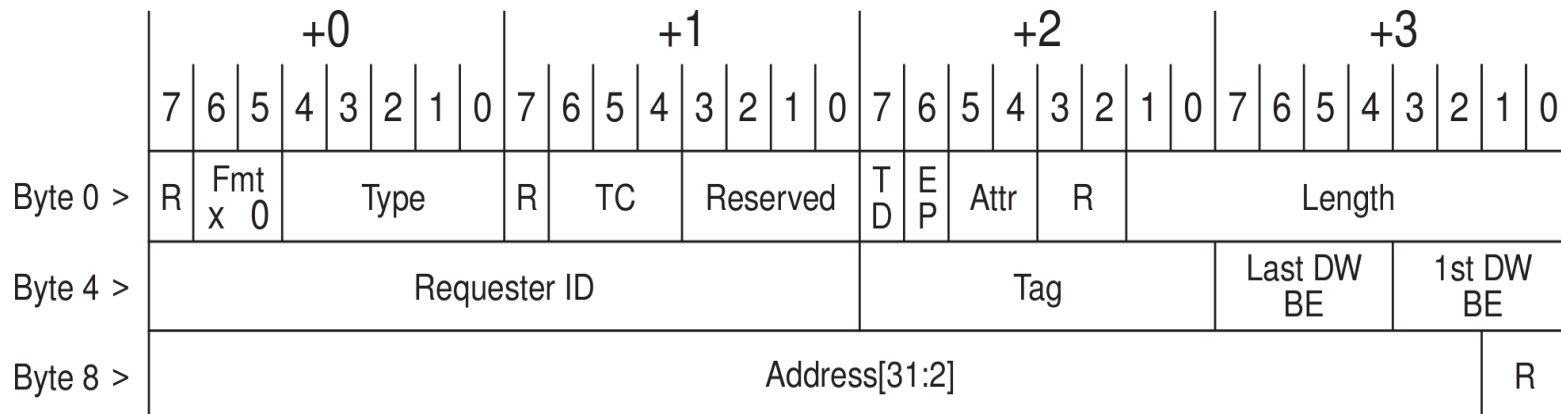 +0 +1 +2 +3
7 6 5 4 3 2 1 0 7 6 5 4 3 2 1 0 7 6 5 4 3 2 1 0 7 6 5 4 3 2 1 0
Byte 0 > R Fmt x 0 Type R TC Reserved TD EP Attr R Length
Byte 4 > Requester ID Tag Last DW BE 1st DW BE
Byte 8 > Address[31:2] R